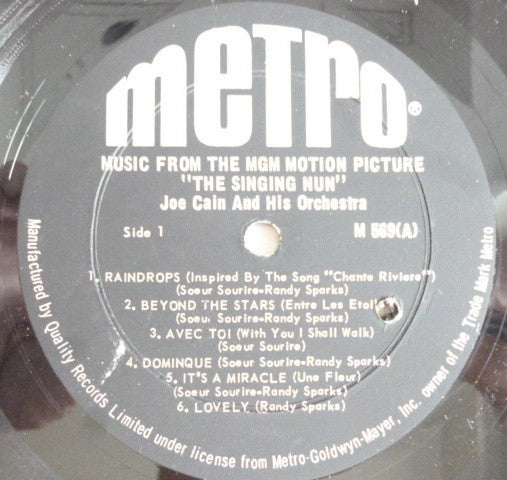 metro®
MUSIC FROM THE MGM MOTION PICTURE
"THE SINGING NUN"
Joe Cain And His Orchestra
Side 1
M 569(A)
1. RAINDROPS (Inspired By The Song "Chante Riviere")
(Soeur Sourire-Randy Sparks)
2. BEYOND THE STARS (Entre Les
(Soeu Sourire-Randy Sparks)
3. AVEC TOI (With You I Shall Walk)
(Soeur Sourire)
4. DOMINQUE (Soeur Sourire-Randy Sparks)
5. IT'S A MIRACLE (Une Fleur)
(Soeur Sourire-Randy Sparks)
6. LOVELY (Randy Sparks)
Manufactured by Quality Records Limited under license from Metro-Goldwyn-Mayer, Inc. owner of the Trade Mark Metro